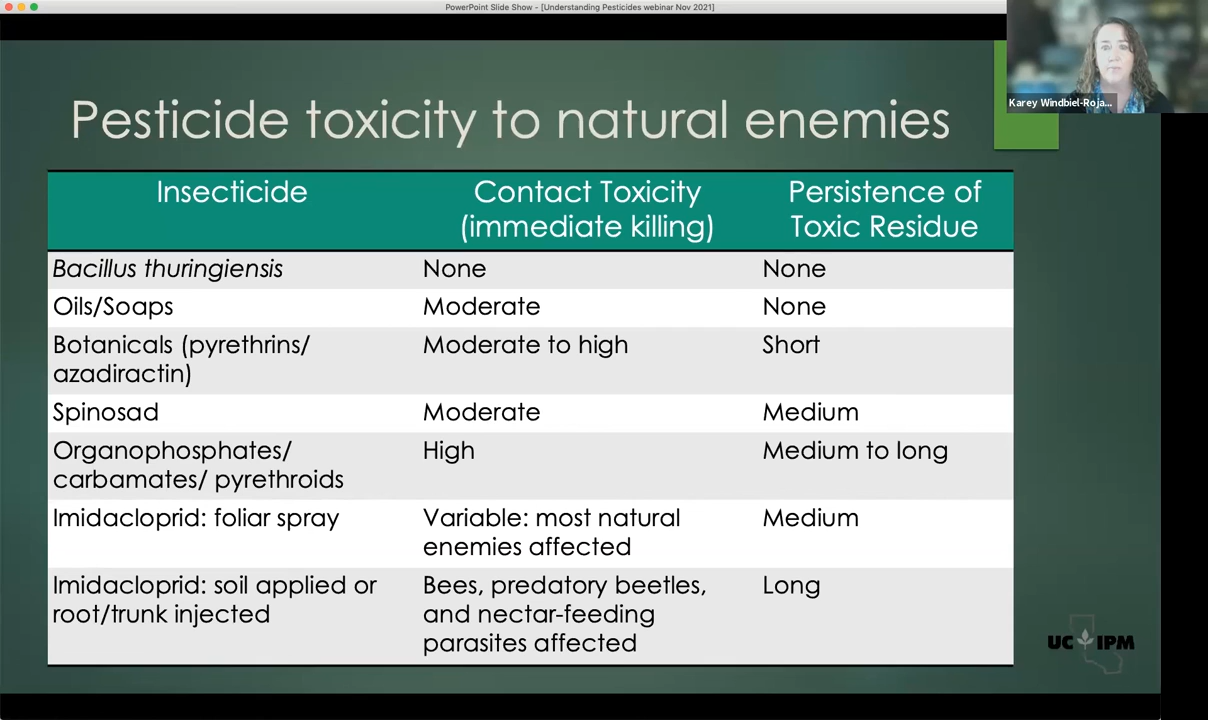 PowerPoint Slide Show - [Understanding Pesticides webinar Nov 2021]
Karey Windbiel-Roja...
Pesticide toxicity to natural enemies
Insecticide
Contact Toxicity
(immediate killing)
Persistence of
Toxic Residue
Bacillus thuringiensis
None
None
Oils/Soaps
Moderate
None
Botanicals (pyrethrins/
azadiractin)
Moderate to high
Short
Spinosad
Moderate
Medium
Organophosphates/
carbamates/ pyrethroids
High
Medium to long
Imidacloprid: foliar spray
Variable: most natural
enemies affected
Medium
Imidacloprid: soil applied or
root/trunk injected
Bees, predatory beetles,
and nectar-feeding
parasites affected
Long
UC IPM